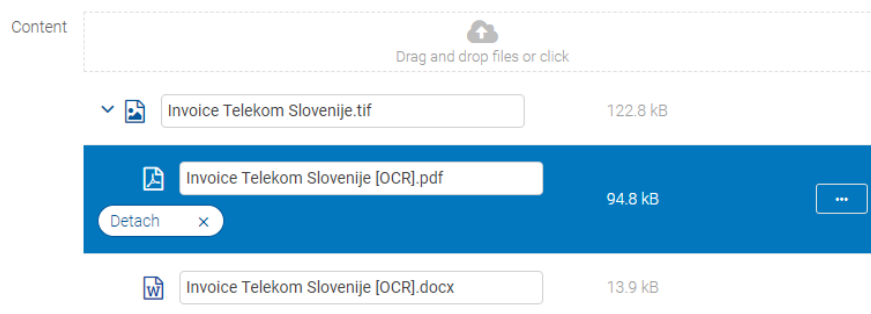 Content
Drag and drop files or click
Invoice Telekom Slovenije.tif 122.8 kB
Invoice Telekom Slovenije [OCR].pdf 94.8 kB
Detach ×
Invoice Telekom Slovenije [OCR].docx 13.9 kB